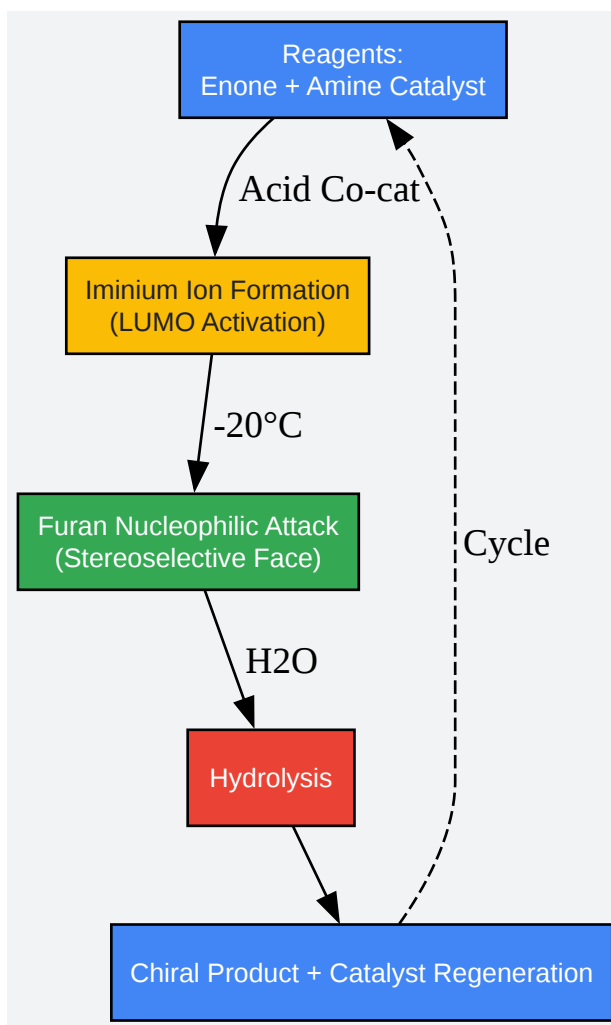 Reagents:
Enone + Amine Catalyst
Acid Co-cat
Iminium Ion Formation
(LUMO Activation)
-20°C
Furan Nucleophilic Attack
(Stereoselective Face)
Cycle
H2O
Hydrolysis
Chiral Product + Catalyst Regeneration